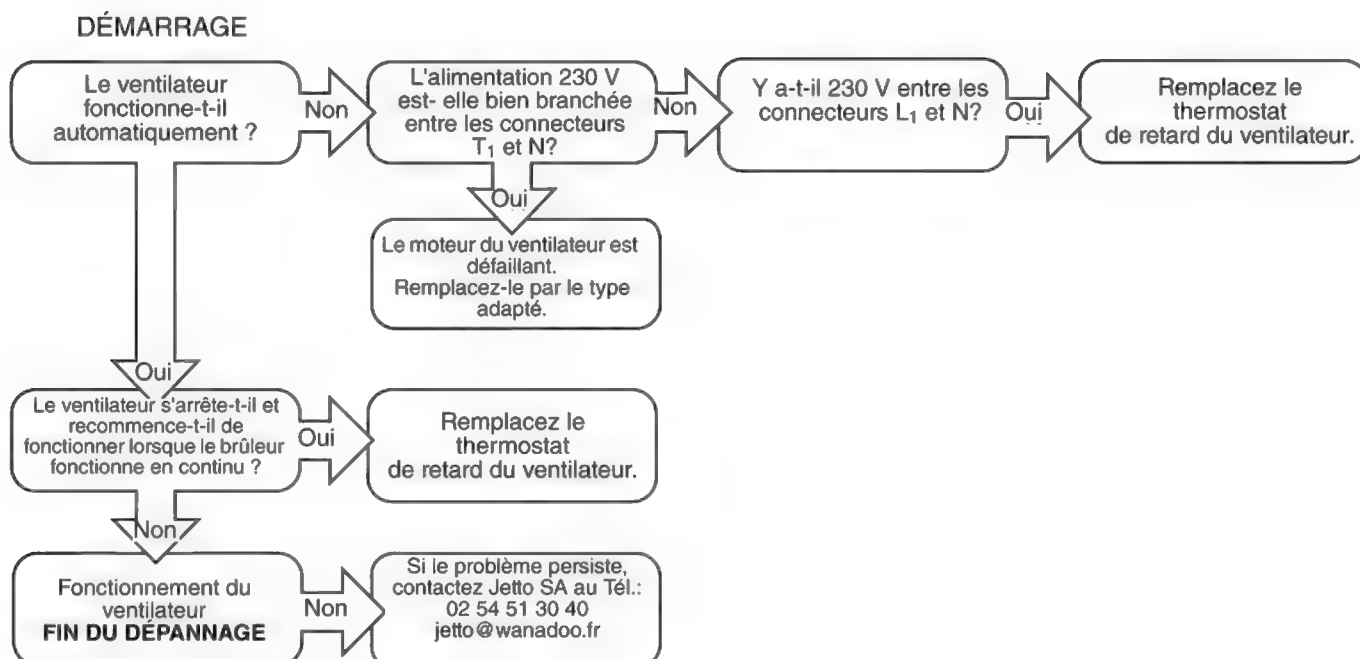 DÉMARRAGE
Le ventilateur
fonctionne-t-il
automatiquement ?
Non
L'alimentation 230 V
est- elle bien branchée
entre les connecteurs
T1 et N?
Non
Y a-t-il 230 V entre les
connecteurs L1 et N?
Oui
Remplacez le
thermostat
de retard du ventilateur.
Oui
Le moteur du ventilateur est
défaillant.
Remplacez-le par le type
adapté.
Oui
Le ventilateur s'arrête-t-il et
recommence-t-il de
fonctionner lorsque le brûleur
fonctionne en continu ?
Oui
Remplacez le
thermostat
de retard du ventilateur.
Non
Fonctionnement du
ventilateur
FIN DU DÉPANNAGE
Non
Si le problème persiste,
contactez Jetto SA au Tél.:
02 54 51 30 40
jetto@wanadoo.fr